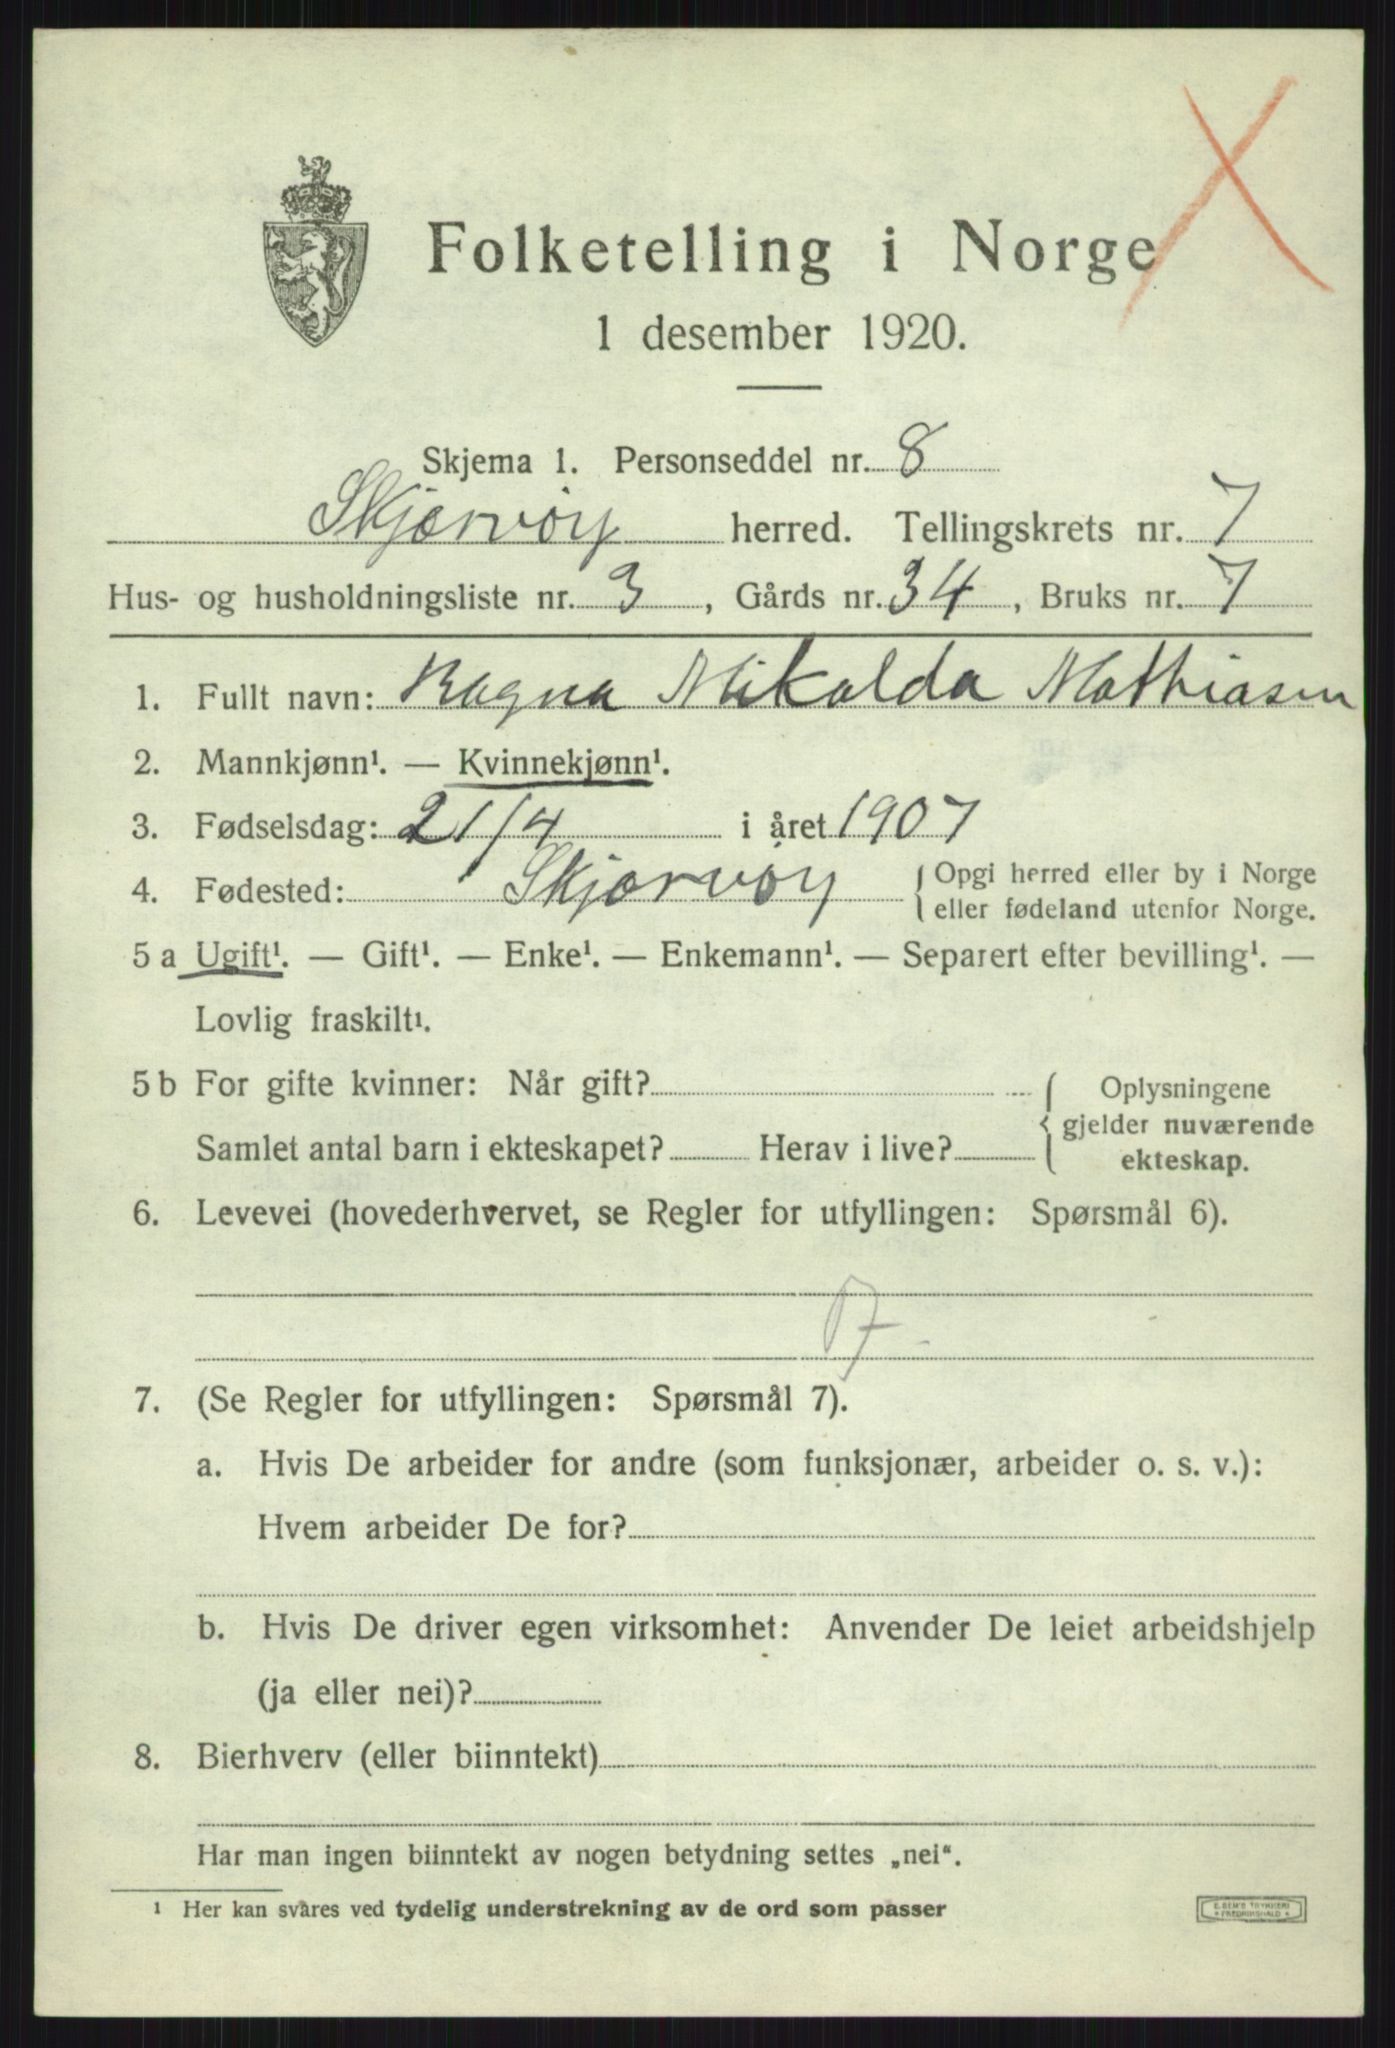 Folketelling i Norge
1 desember 1920.
Skjema 1. Personseddel nr. 8
Skjærvöy herred. Tellingskrets nr. 7
Hus- og husholdningsliste nr. 3, Gårds nr. 34, Bruks nr. 7
1. Fullt navn: Ragna Mikalda Mathiasen
2. Mannkjønn¹. — Kvinnekjønn¹.
3. Fødselsdag: 21/4 i året 1907
4. Fødested: Skjærvöy { Opgi herred eller by i Norge
eller fødeland utenfor Norge.
5 a Ugift¹. — Gift¹. — Enke¹. — Enkemann¹. — Separert efter bevilling¹. —
Lovlig fraskilt¹.
5 b For gifte kvinner: Når gift? { Oplysningene
gjelder nuværende
Samlet antal barn i ekteskapet? Herav i live? ekteskap.
6. Levevei (hovederhvervet, se Regler for utfyllingen: Spørsmål 6).
7. (Se Regler for utfyllingen: Spørsmål 7).
a. Hvis De arbeider for andre (som funksjonær, arbeider o. s. v.):
Hvem arbeider De for?
b. Hvis De driver egen virksomhet: Anvender De leiet arbeidshjelp
(ja eller nei)?
8. Bierhverv (eller biinntekt)
Har man ingen biinntekt av nogen betydning settes „nei“.
¹ Her kan svares ved tydelig understrekning av de ord som passer